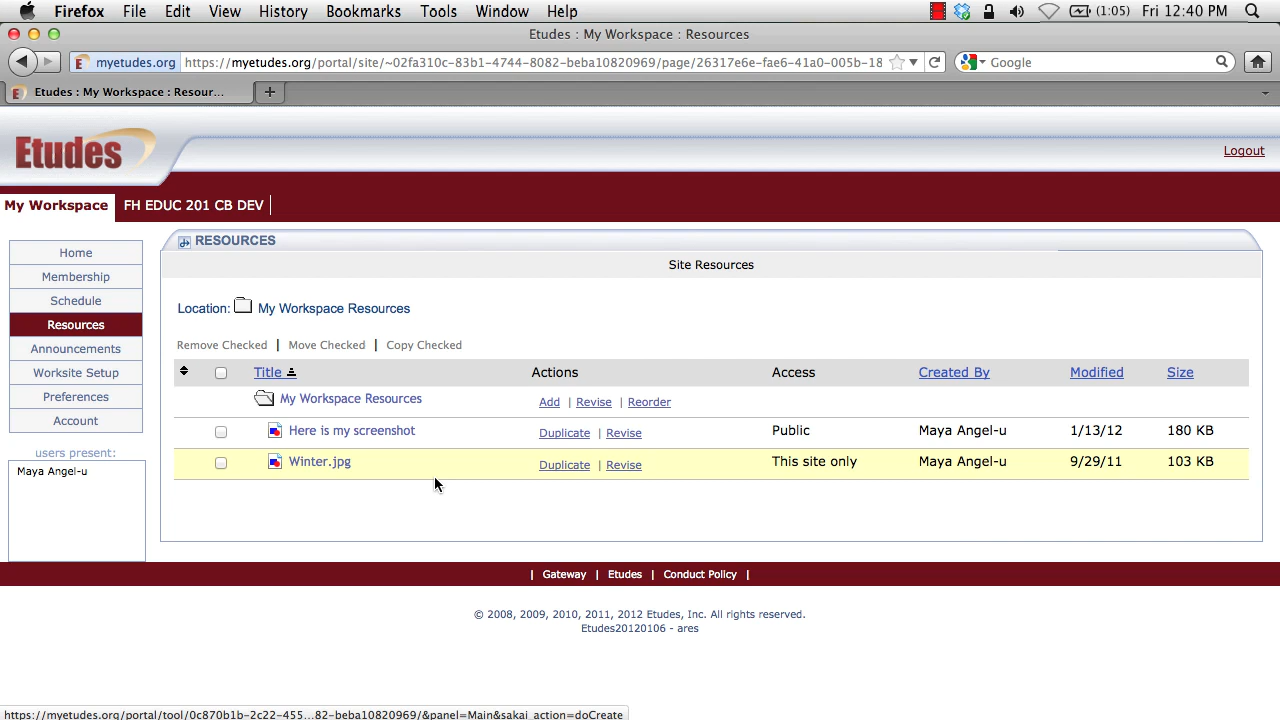 Firefox File Edit View History Bookmarks Tools Window Help (1:05) Fri 12:40 PM
Etudes : My Workspace : Resources
myetudes.org https://myetudes.org/portal/site/~02fa310c-83b1-4744-8082-beba10820969/page/26317e6e-fae6-41a0-005b-18 Google
Etudes : My Workspace : Resour...
Etudes
Logout
My Workspace FH EDUC 201 CB DEV
Home
Membership
Schedule
Resources
Announcements
Worksite Setup
Preferences
Account
users present:
Maya Angel-u
RESOURCES
Site Resources
Location: My Workspace Resources
Remove Checked | Move Checked | Copy Checked
Title Actions Access Created By Modified Size
My Workspace Resources Add | Revise | Reorder
Here is my screenshot Duplicate | Revise Public Maya Angel-u 1/13/12 180 KB
Winter.jpg Duplicate | Revise This site only Maya Angel-u 9/29/11 103 KB
| Gateway | Etudes | Conduct Policy |
© 2008, 2009, 2010, 2011, 2012 Etudes, Inc. All rights reserved.
Etudes20120106 - ares
https://myetudes.org/portal/tool/0c870b1b-2c22-455...82-beba10820969/&panel=Main&sakai_action=doCreate